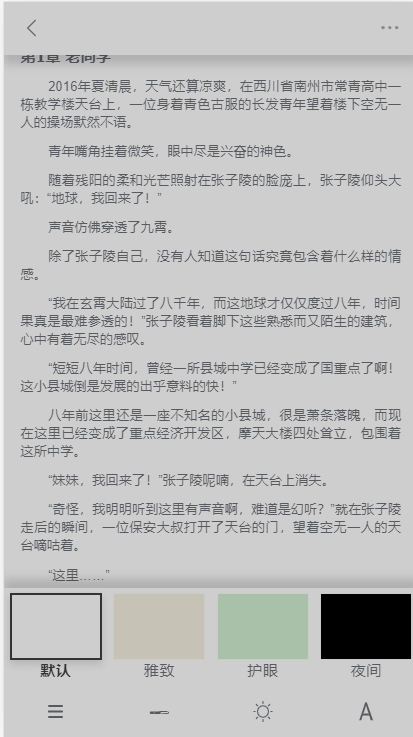 第1章 老同学
2016年夏清晨，天气还算凉爽，在西川省南州市常青高中一
栋教学楼天台上，一位身着青色古服的长发青年望着楼下空无一
人的操场默然不语。
青年嘴角挂着微笑，眼中尽是兴奋的神色。
随着残阳的柔和光芒照射在张子陵的脸庞上，张子陵仰头大
吼：“地球，我回来了！”
声音仿佛穿透了九霄。
除了张子陵自己，没有人知道这句话究竟包含着什么样的情
感。
“我在玄霄大陆过了八千年，而这地球才仅仅度过八年，时间
果真是最难参透的！”张子陵看着脚下这些熟悉而又陌生的建筑，
心中有着无尽的感叹。
“短短八年时间，曾经一所县城中学已经变成了国重点了啊！
这小县城倒是发展的出乎意料的快！”
八年前这里还是一座不知名的小县城，很是萧条落魄，而现
在这里已经变成了重点经济开发区，摩天大楼四处耸立，包围着
这所中学。
“妹妹，我回来了！”张子陵呢喃，在天台上消失。
“奇怪，我明明听到这里有声音啊，难道是幻听？”就在张子陵
走后的瞬间，一位保安大叔打开了天台的门，望着空无一人的天
台嘀咕着。
“这里……”
默认 雅致 护眼 夜间
A